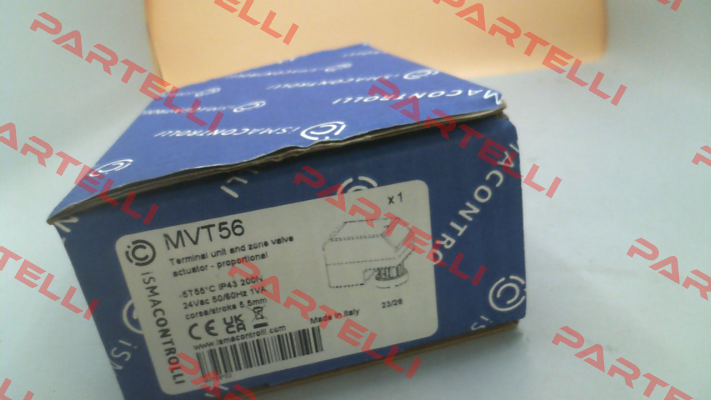 PARTELLI
PARTELLI
PARTELLI
iSMACONTROLLI
iSMACONTROLLI
MVT56
Terminal unit and zone valve
actuator - proportional
-5T55°C IP43 200N
24Vac 50/60Hz 1VA
corsa/stroke 5.5mm
CE UK CA
www.ismacontrolli.com
x 1
Made in Italy
23/26
iSMACONTROLLI
PARTELLI
PARTELLI
PARTELLI
PARTELLI
PARTELLI